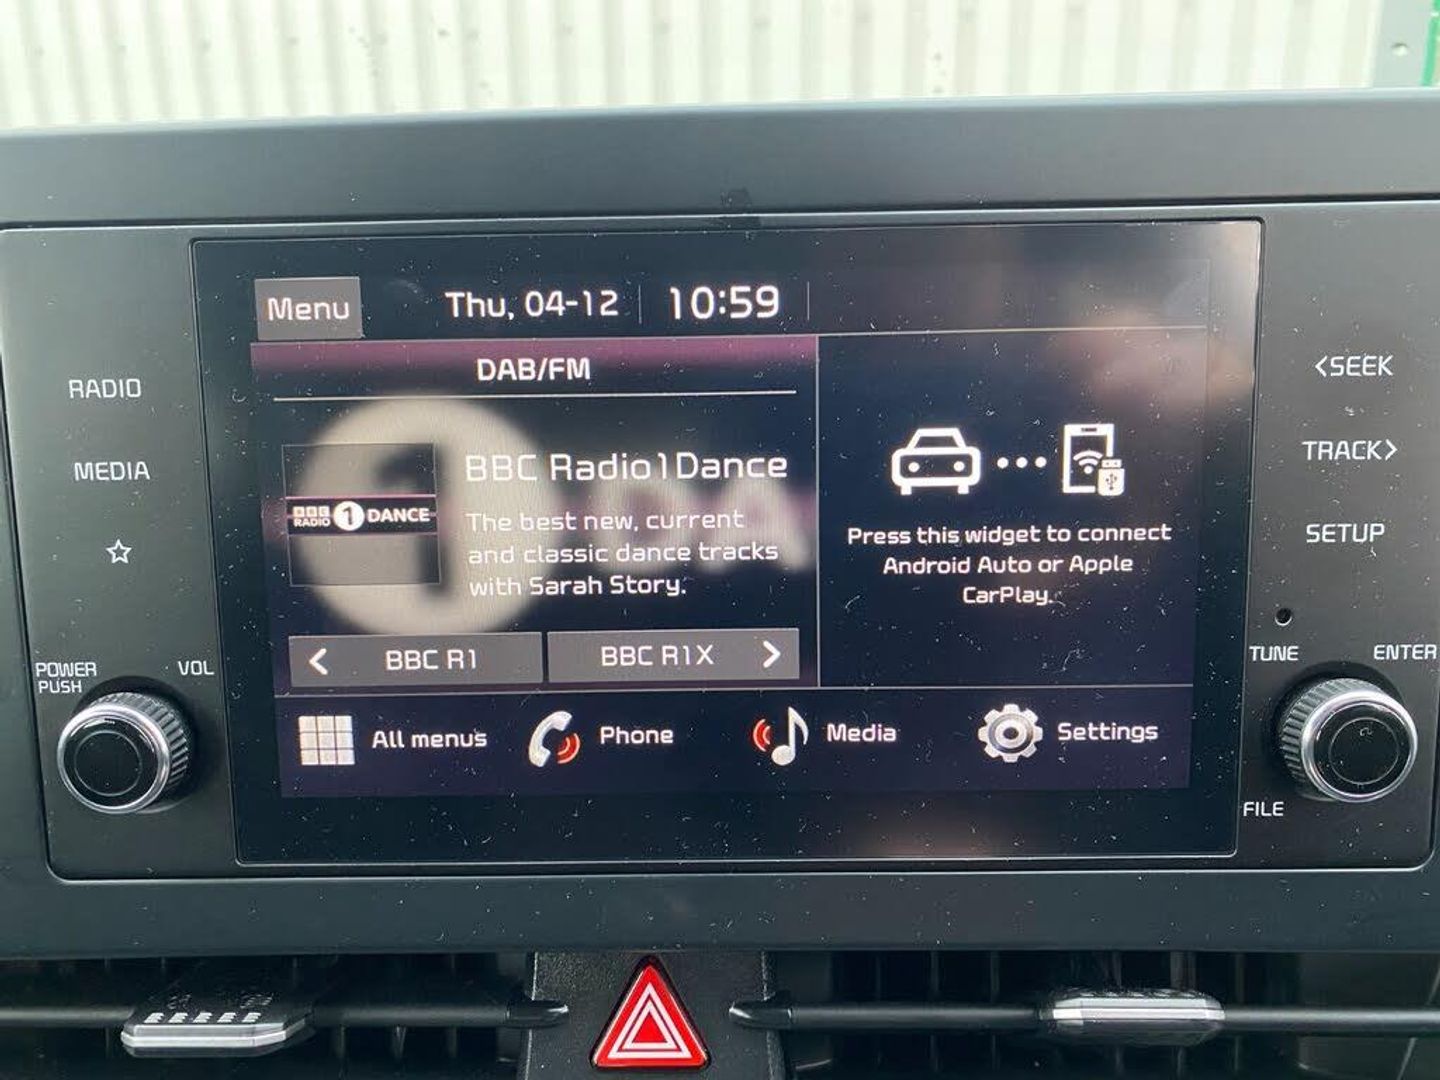 Menu
Thu, 04-12
10:59
DAB/FM
BBC Radio 1 Dance
The best new, current
and classic dance tracks
with Sarah Story.
BBC
RADIO
1 DANCE
< BBC R1
BBC R1X >
Press this widget to connect
Android Auto or Apple
CarPlay.
All menus
Phone
Media
Settings
RADIO
MEDIA
POWER
PUSH
VOL
<SEEK
TRACK>
SETUP
TUNE
ENTER
FILE